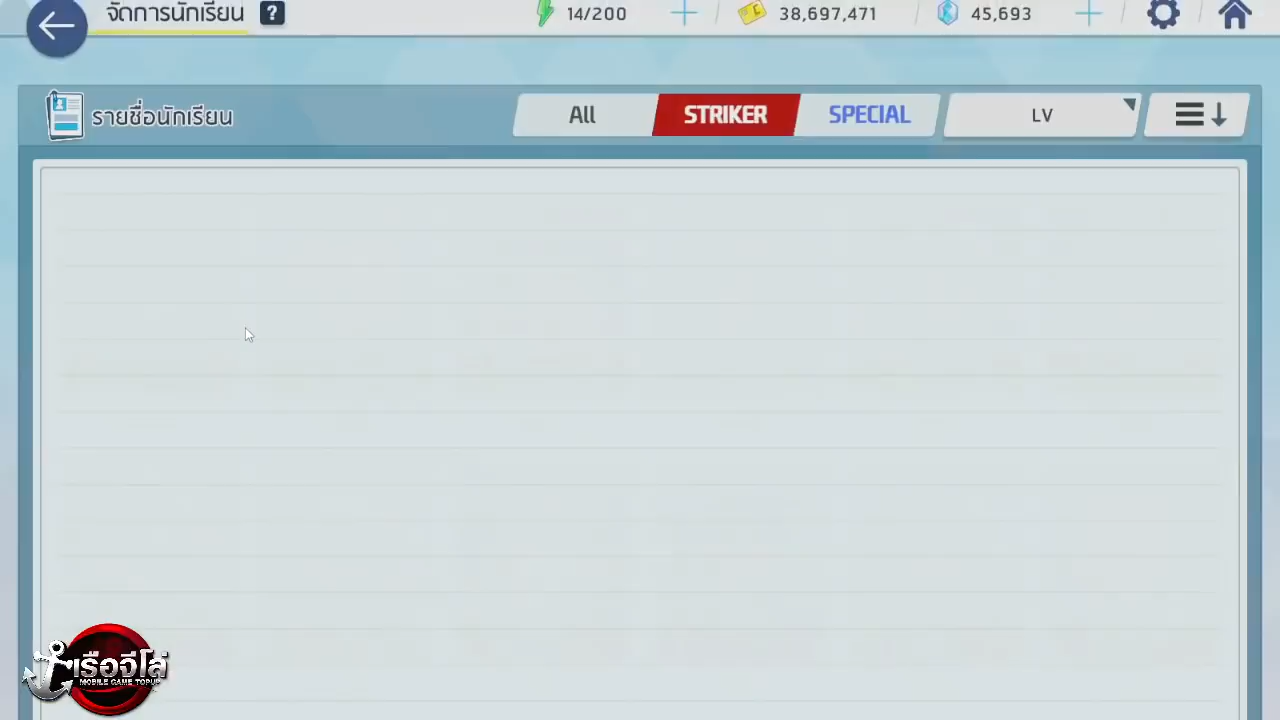 จัดการนักเรียน ?
14/200
38,697,471
45,693
รายชื่อนักเรียน
All
STRIKER
SPECIAL
LV
เรือจีโล่
MOBILE GAME TOPUP